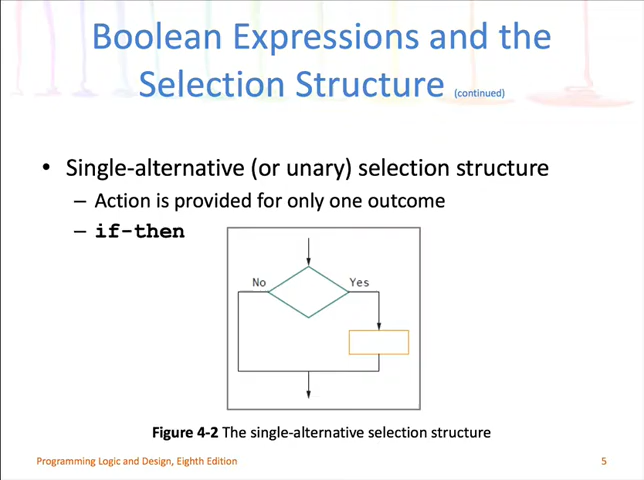 Boolean Expressions and the
Selection Structure (continued)
• Single-alternative (or unary) selection structure
– Action is provided for only one outcome
– if-then
No
Yes
Figure 4-2 The single-alternative selection structure
Programming Logic and Design, Eighth Edition
5